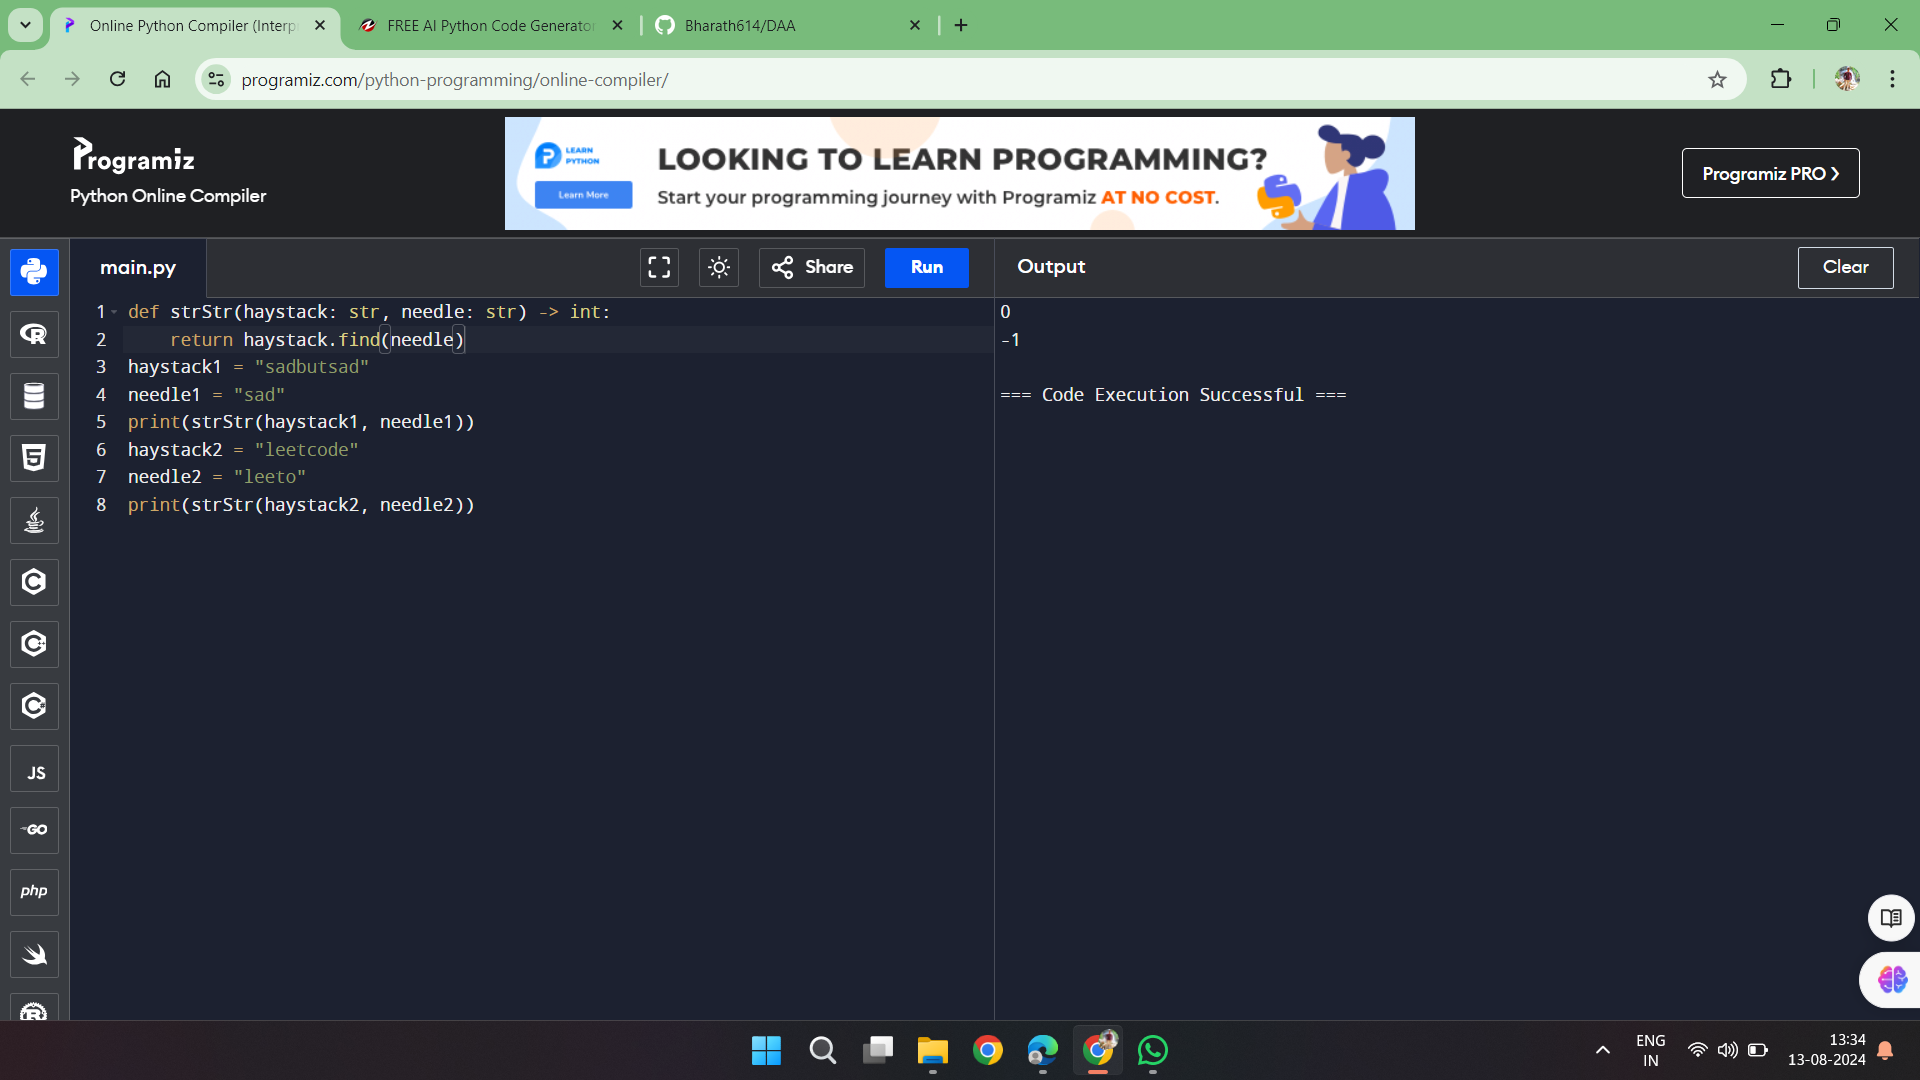 Online Python Compiler (Interp
FREE AI Python Code Generator
Bharath614/DAA
programiz.com/python-programming/online-compiler/
Programiz
Python Online Compiler
LEARN
PYTHON
Learn More
LOOKING TO LEARN PROGRAMMING?
Start your programming journey with Programiz AT NO COST.
Programiz PRO
main.py
Share
Run
Output
Clear
1 def strStr(haystack: str, needle: str) -> int:
2     return haystack.find(needle)
3 haystack1 = "sadbutsad"
4 needle1 = "sad"
5 print(strStr(haystack1, needle1))
6 haystack2 = "leetcode"
7 needle2 = "leeto"
8 print(strStr(haystack2, needle2))
0
-1
=== Code Execution Successful ===
JS
GO
php
ENG
IN
13:34
13-08-2024